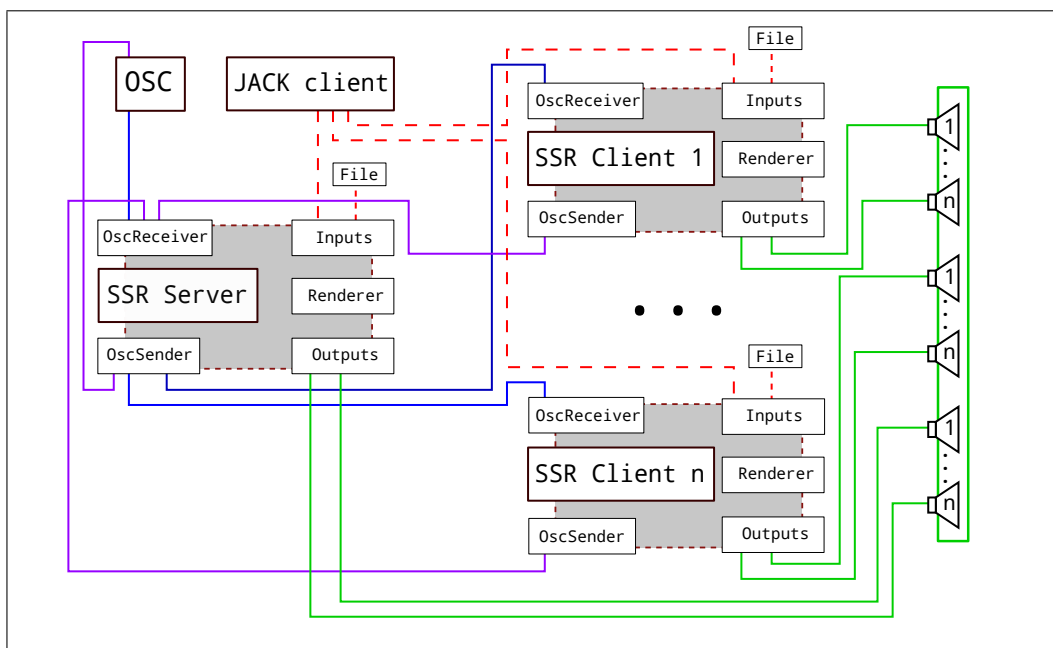 OSC
JACK client
File
OscReceiver
Inputs
SSR Server
Renderer
OscSender
Outputs
File
OscReceiver
Inputs
SSR Client 1
Renderer
OscSender
Outputs
• • •
File
OscReceiver
Inputs
SSR Client n
Renderer
OscSender
Outputs
1
n
1
n
1
n